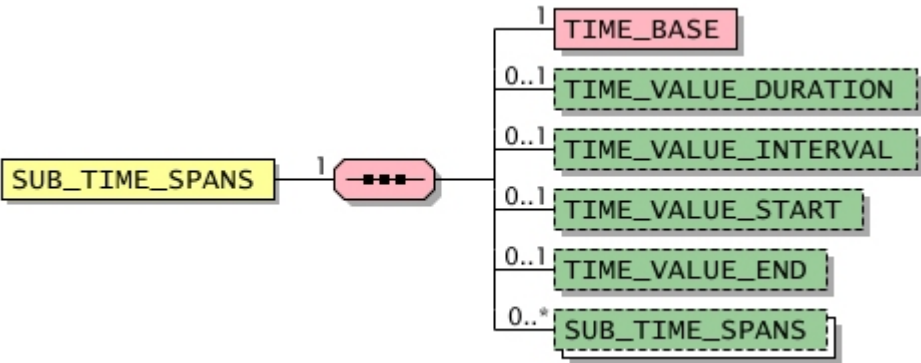 1
TIME_BASE
0..1
TIME_VALUE_DURATION
0..1
TIME_VALUE_INTERVAL
SUB_TIME_SPANS
1
0..1
TIME_VALUE_START
0..1
TIME_VALUE_END
0..*
SUB_TIME_SPANS